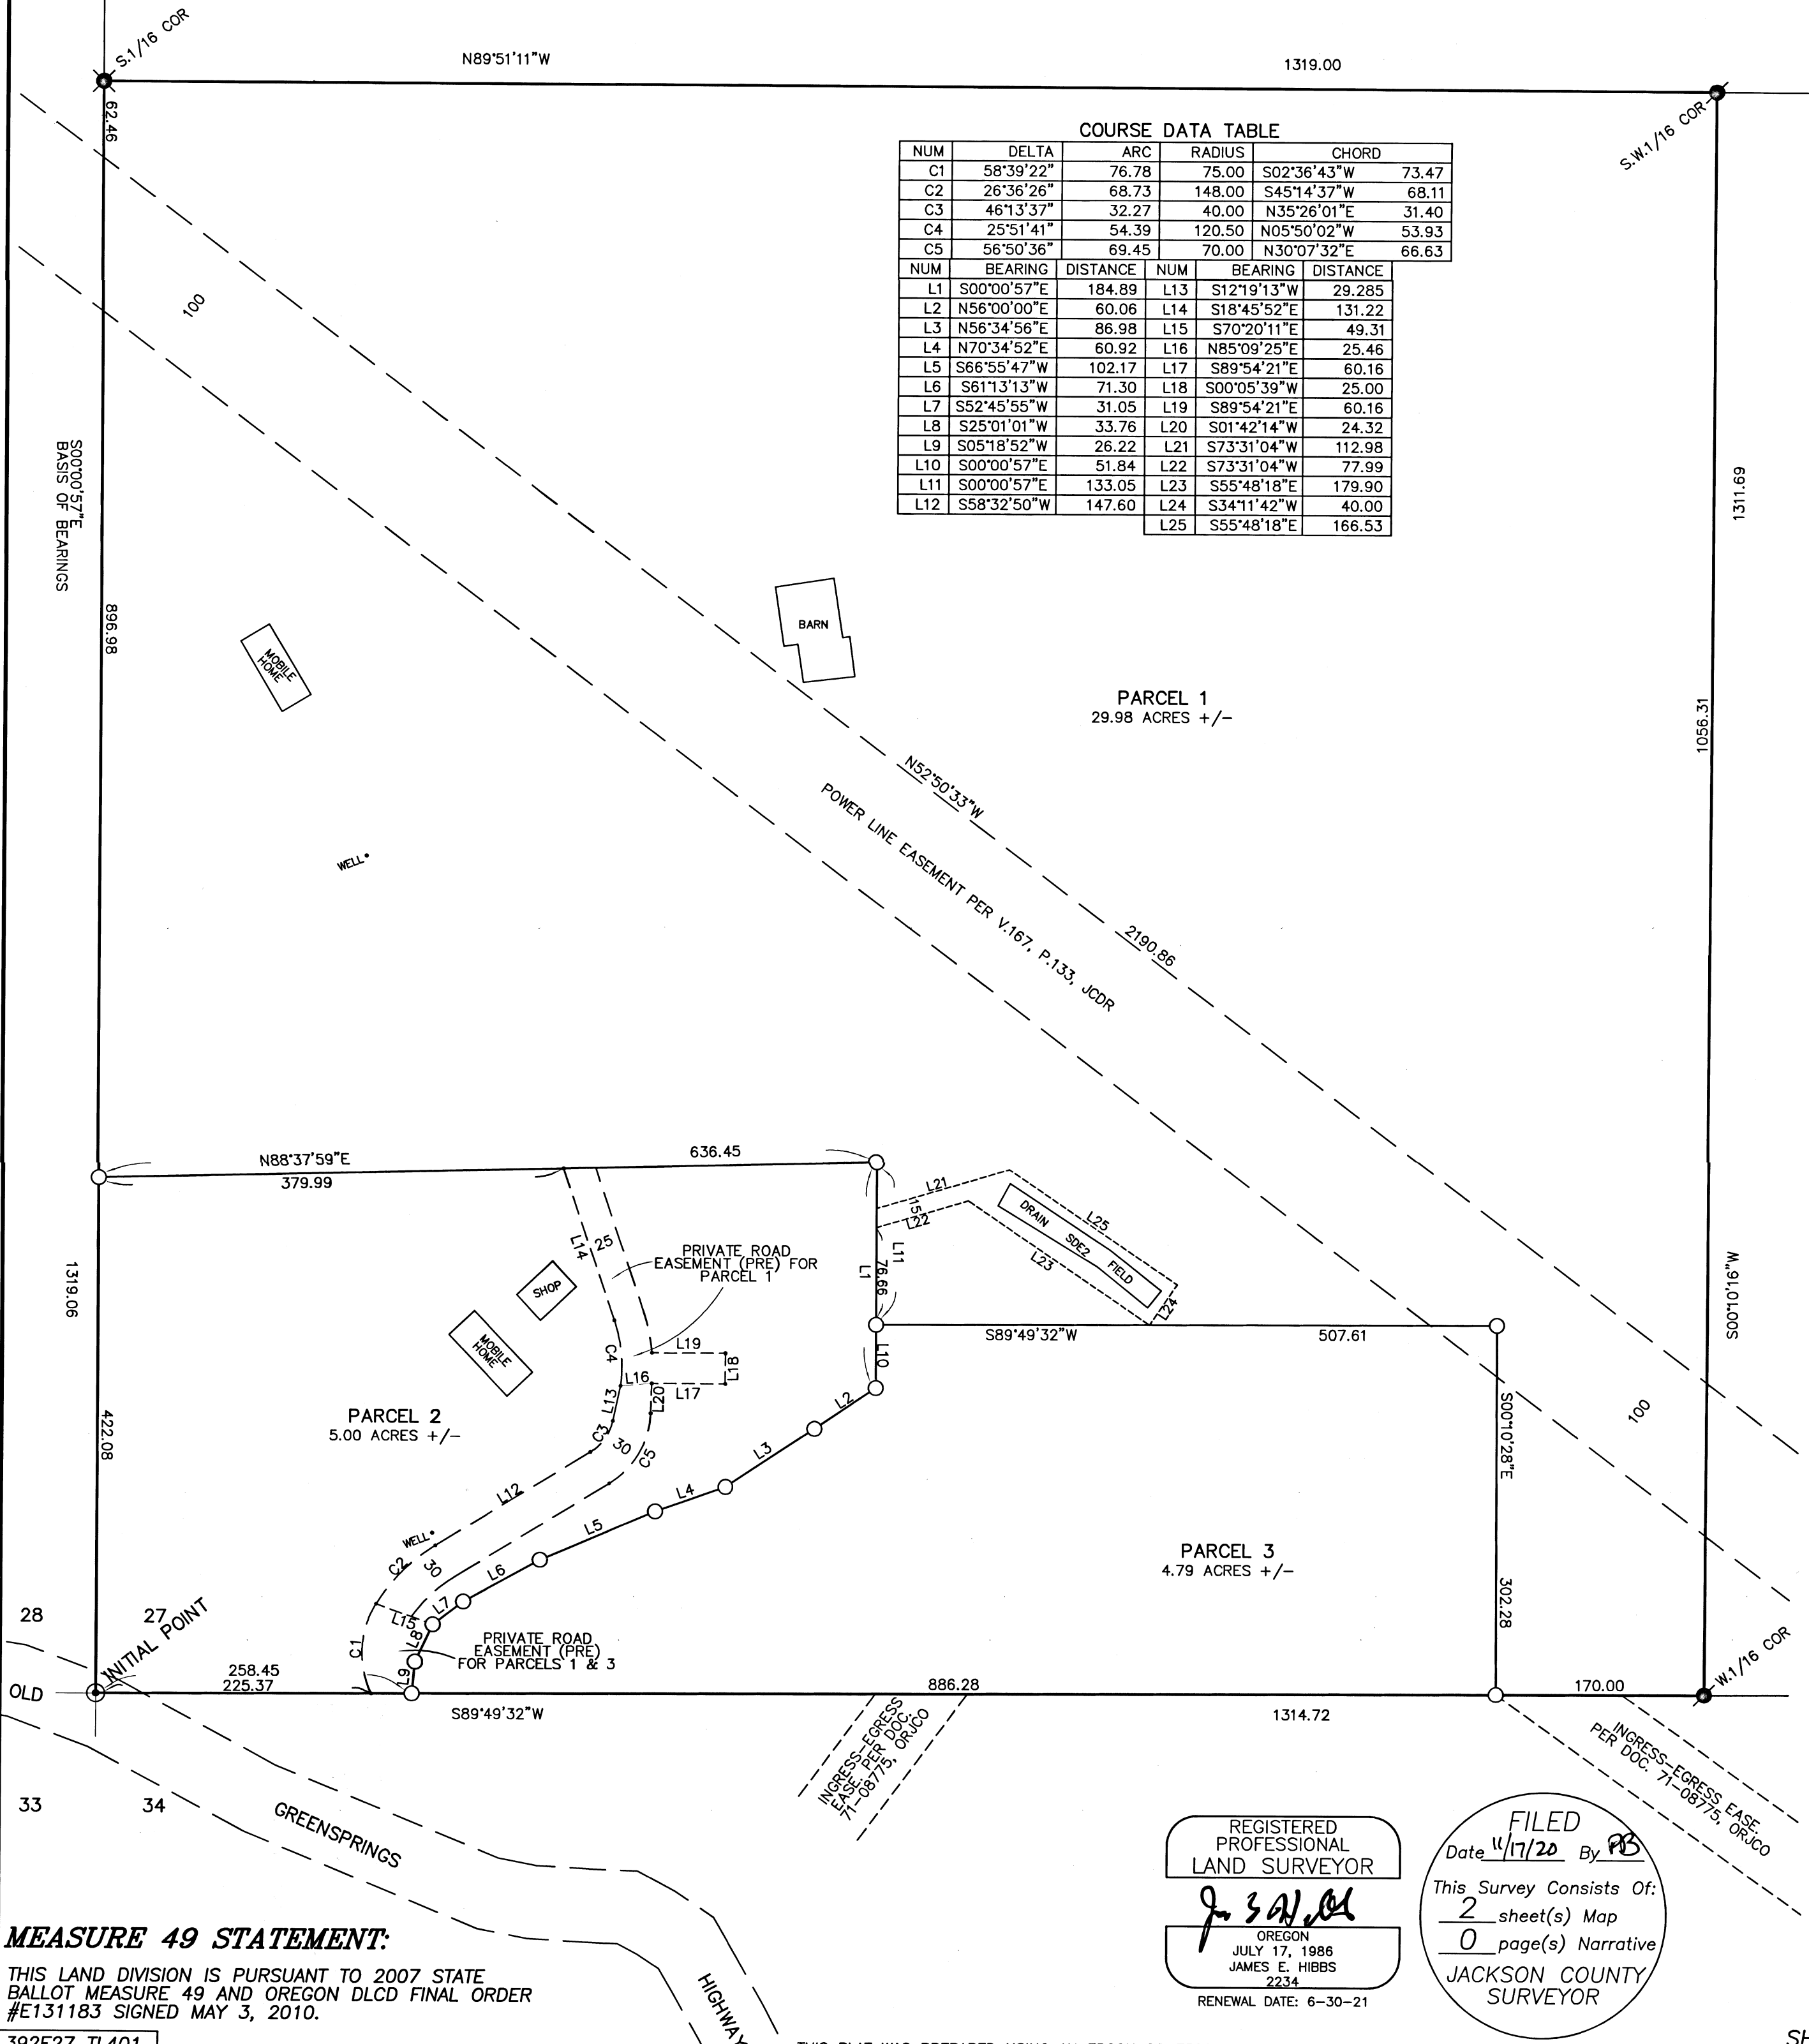 S.1/16 COR
N89°51'11"W
1319.00
S.W.1/16 COR
62.46
COURSE DATA TABLE
NUM DELTA ARC RADIUS CHORD
C1 58°39'22" 76.78 75.00 S02°36'43"W 73.47
C2 26°36'26" 68.73 148.00 S45°14'37"W 68.11
C3 46°13'37" 32.27 40.00 N35°26'01"E 31.40
C4 25°51'41" 54.39 120.50 N05°50'02"W 53.93
C5 56°50'36" 69.45 70.00 N30°07'32"E 66.63
NUM BEARING DISTANCE NUM BEARING DISTANCE
L1 S00°00'57"E 184.89 L13 S12°19'13"W 29.285
L2 N56°00'00"E 60.06 L14 S18°45'52"E 131.22
L3 N56°34'56"E 86.98 L15 S70°20'11"E 49.31
L4 N70°34'52"E 60.92 L16 N85°09'25"E 25.46
L5 S66°55'47"W 102.17 L17 S89°54'21"E 60.16
L6 S61°13'13"W 71.30 L18 S00°05'39"W 25.00
L7 S52°45'55"W 31.05 L19 S89°54'21"E 60.16
L8 S25°01'01"W 33.76 L20 S01°42'14"W 24.32
L9 S05°18'52"W 26.22 L21 S73°31'04"W 112.98
L10 S00°00'57"E 51.84 L22 S73°31'04"W 77.99
L11 S00°00'57"E 133.05 L23 S55°48'18"E 179.90
L12 S58°32'50"W 147.60 L24 S34°11'42"W 40.00
L25 S55°48'18"E 166.53
100
S00°00'57"E
BASIS OF BEARINGS
896.98
1311.69
1056.31
MOBILE
HOME
BARN
PARCEL 1
29.98 ACRES +/-
N52°50'33"W
2190.86
POWER LINE EASEMENT PER V.167, P.133, JCDR
WELL
N88°37'59"E
379.99
636.45
L14
25
PRIVATE ROAD
EASEMENT (PRE) FOR
PARCEL 1
SHOP
MOBILE
HOME
L21
15
L22
L11
76.66
L1
L10
DRAIN
SDE2
FIELD
L25
L23
L24
1319.06
S00°10'16"W
S89°49'32"W
507.61
C4
L19
L18
L16
L17
L13
L20
C3
30
C5
L2
L3
L4
L5
L6
L7
L8
L9
L12
WELL
C2
30
L15
C1
PARCEL 2
5.00 ACRES +/-
422.08
S00°10'28"E
302.28
100
PARCEL 3
4.79 ACRES +/-
PRIVATE ROAD
EASEMENT (PRE)
FOR PARCELS 1 & 3
28
27
INITIAL POINT
W.1/16 COR
OLD
258.45
225.37
S89°49'32"W
886.28
1314.72
170.00
INGRESS-EGRESS
EASE. PER DOC.
71-08775, ORJCO
INGRESS-EGRESS EASE.
PER DOC. 71-08775, ORJCO
33
34
GREENSPRINGS
HIGHWAY
REGISTERED
PROFESSIONAL
LAND SURVEYOR
OREGON
JULY 17, 1986
JAMES E. HIBBS
2234
RENEWAL DATE: 6-30-21
FILED
Date 11/17/20 By
This Survey Consists Of:
2 sheet(s) Map
0 page(s) Narrative
JACKSON COUNTY
SURVEYOR
MEASURE 49 STATEMENT:
THIS LAND DIVISION IS PURSUANT TO 2007 STATE
BALLOT MEASURE 49 AND OREGON DLCD FINAL ORDER
#E131183 SIGNED MAY 3, 2010.